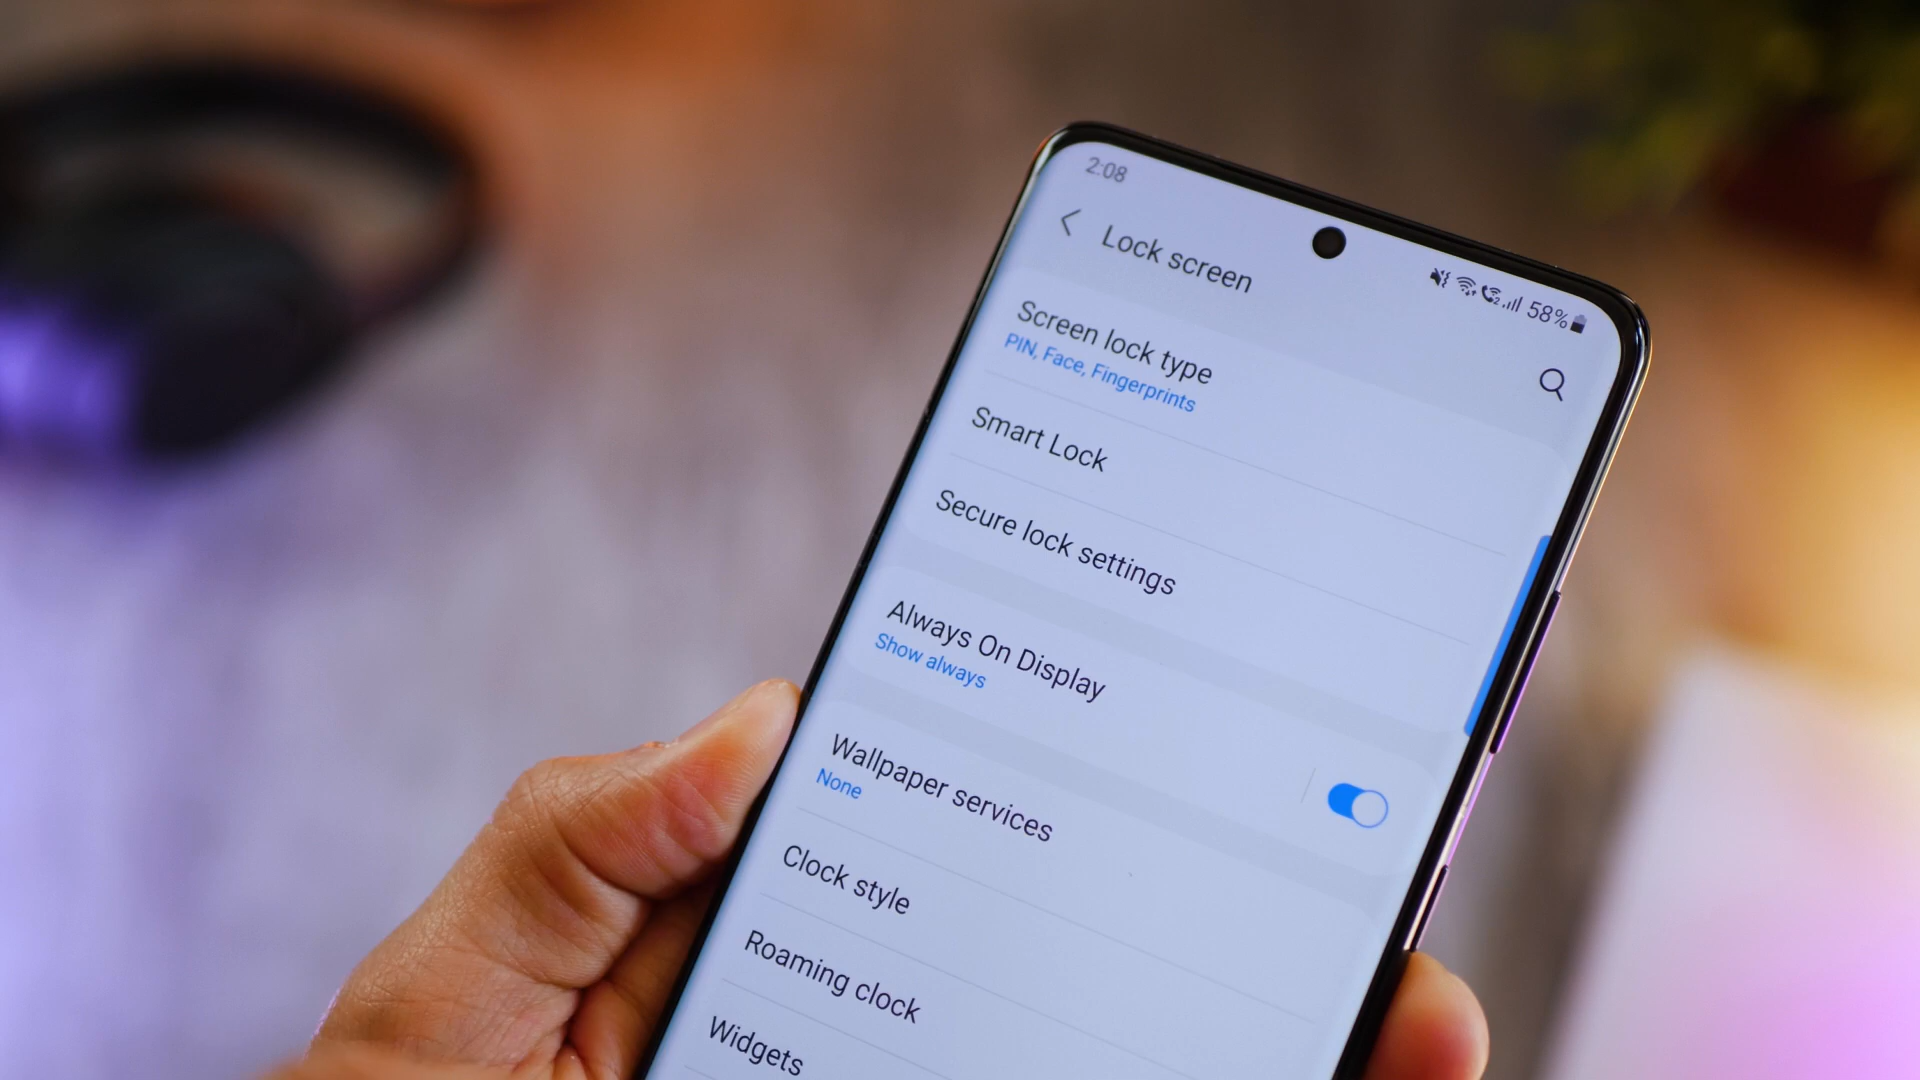 2:08
58%
Lock screen
Screen lock type
PIN, Face, Fingerprints
Smart Lock
Secure lock settings
Always On Display
Show always
Wallpaper services
None
Clock style
Roaming clock
Widgets